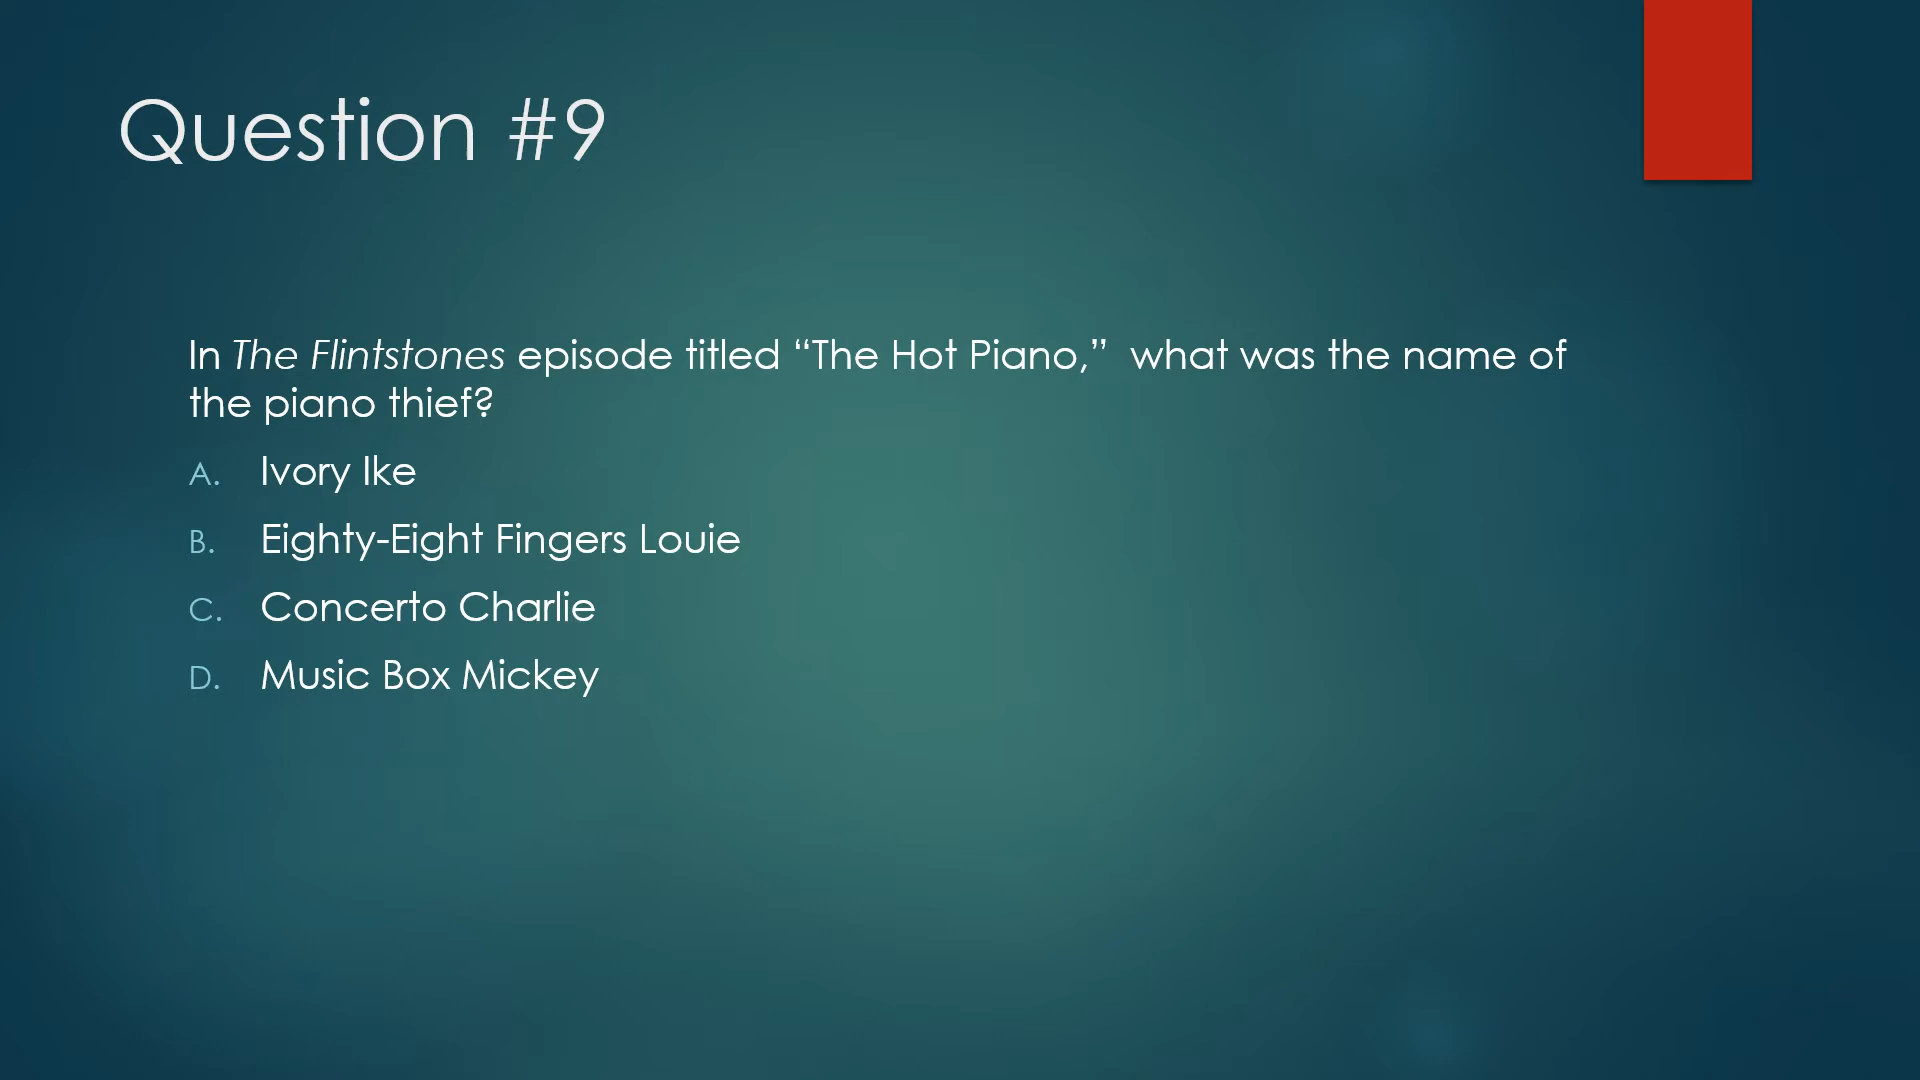 Question #9
In The Flintstones episode titled “The Hot Piano,”  what was the name of
the piano thief?
A. Ivory Ike
B. Eighty-Eight Fingers Louie
C. Concerto Charlie
D. Music Box Mickey